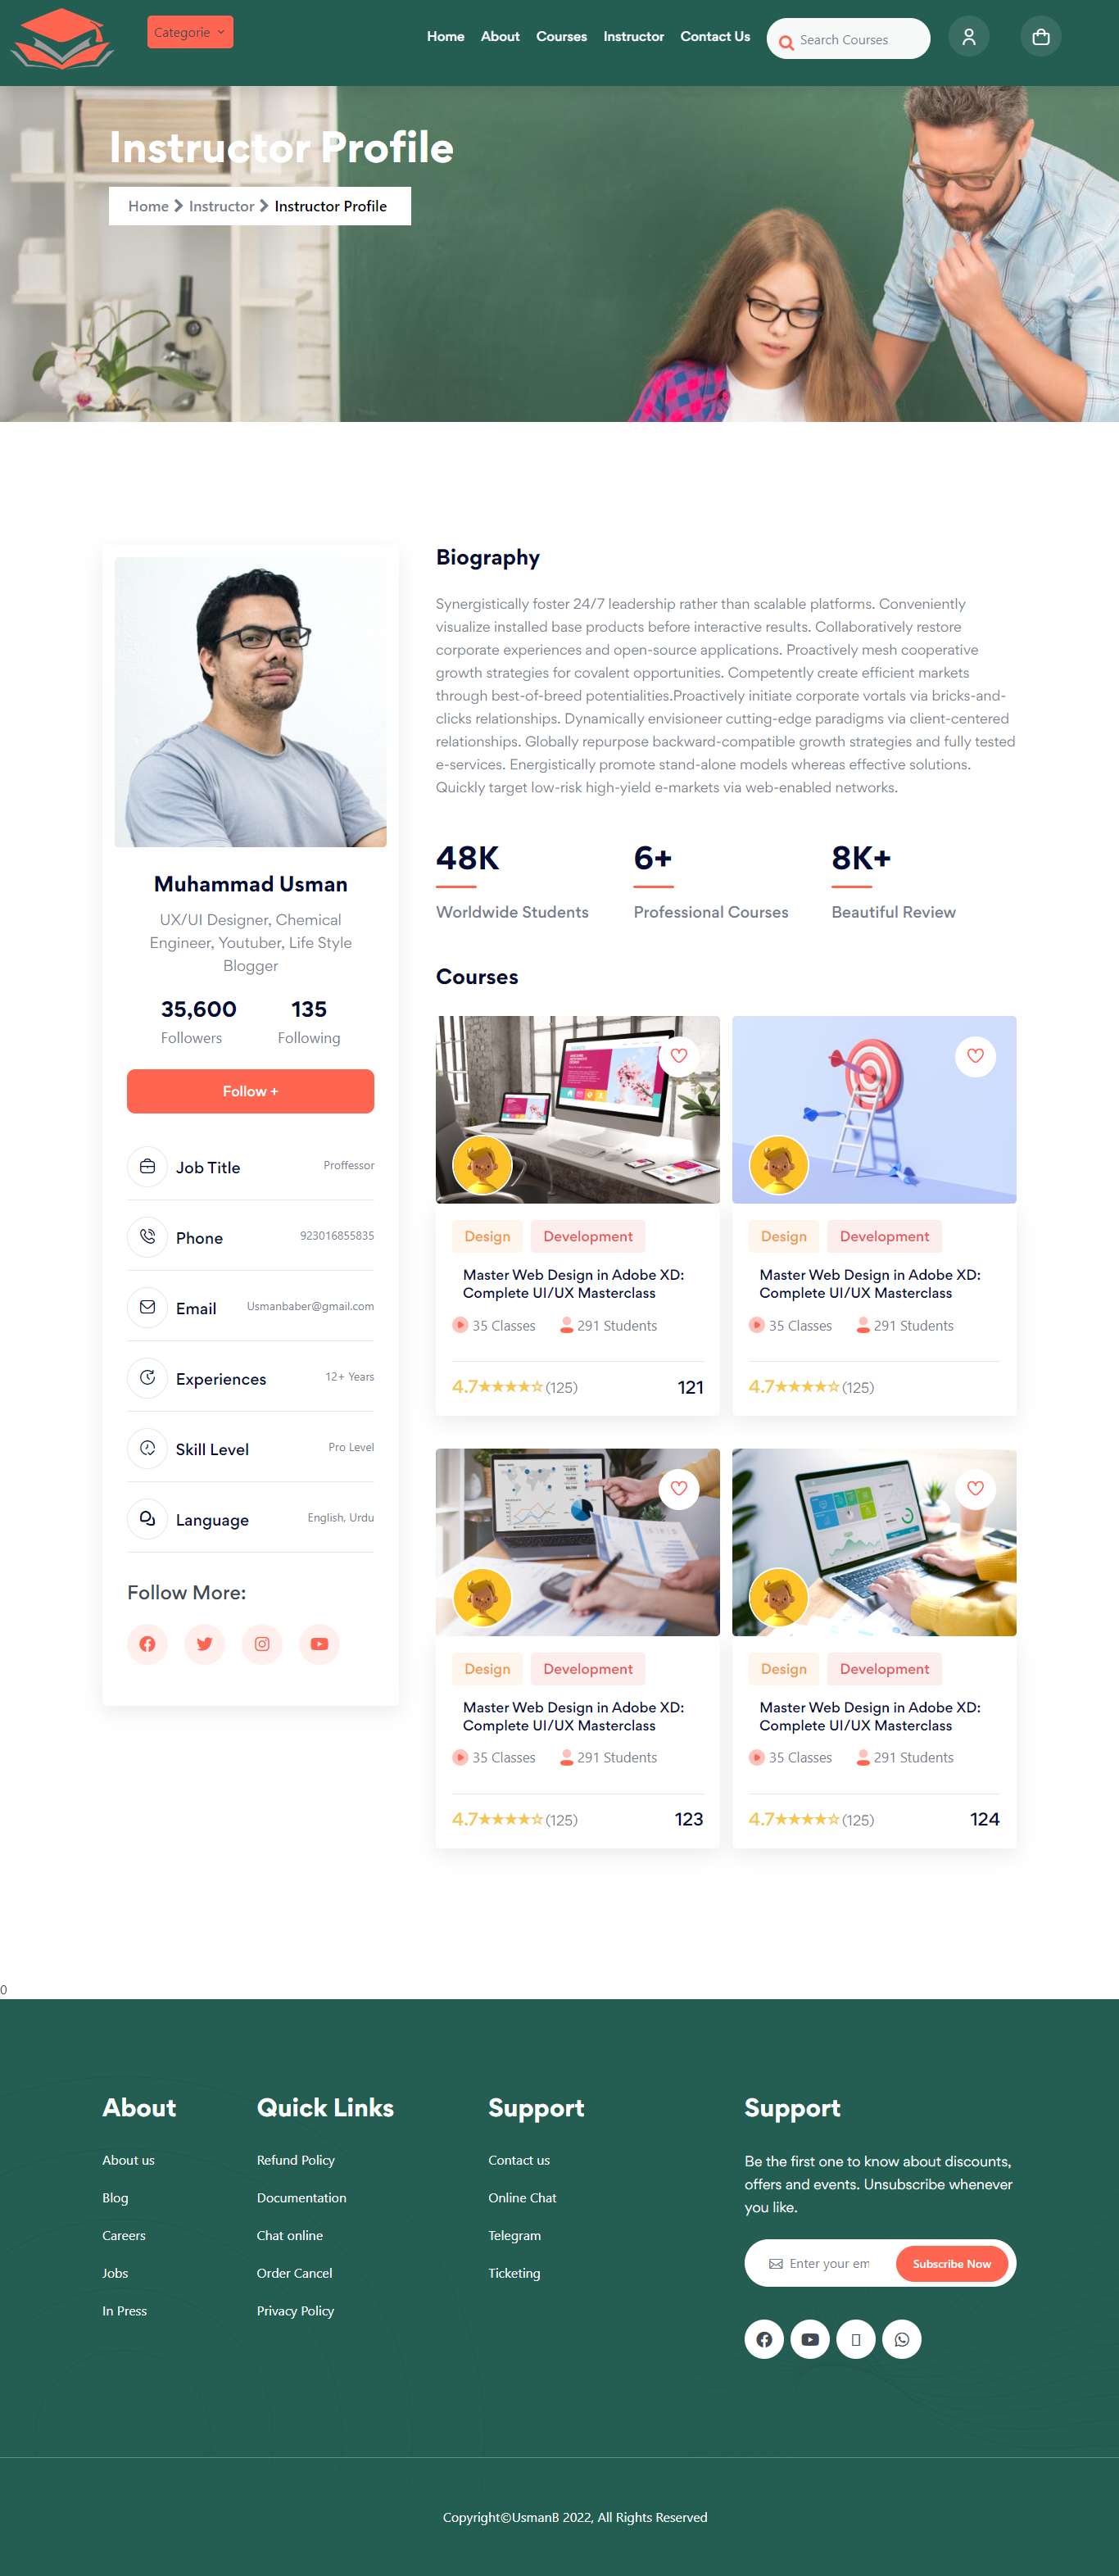 Categorie
Home
About
Courses
Instructor
Contact Us
Search Courses
Instructor Profile
Home
Instructor
Instructor Profile
Muhammad Usman
UX/UI Designer, Chemical
Engineer, Youtuber, Life Style
Blogger
35,600
135
Followers
Following
Follow +
Job Title
Proffessor
Phone
923016855835
Email
Usmanbaber@gmail.com
Experiences
12+ Years
Skill Level
Pro Level
Language
English, Urdu
Follow More:
Biography
Synergistically foster 24/7 leadership rather than scalable platforms. Conveniently
visualize installed base products before interactive results. Collaboratively restore
corporate experiences and open-source applications. Proactively mesh cooperative
growth strategies for covalent opportunities. Competently create efficient markets
through best-of-breed potentialities.Proactively initiate corporate vortals via bricks-and-
clicks relationships. Dynamically envisioneer cutting-edge paradigms via client-centered
relationships. Globally repurpose backward-compatible growth strategies and fully tested
e-services. Energistically promote stand-alone models whereas effective solutions.
Quickly target low-risk high-yield e-markets via web-enabled networks.
48K
6+
8K+
Worldwide Students
Professional Courses
Beautiful Review
Courses
Design
Development
Master Web Design in Adobe XD:
Complete UI/UX Masterclass
35 Classes
291 Students
4.7★★★★☆(125)
121
Design
Development
Master Web Design in Adobe XD:
Complete UI/UX Masterclass
35 Classes
291 Students
4.7★★★★☆(125)
Design
Development
Master Web Design in Adobe XD:
Complete UI/UX Masterclass
35 Classes
291 Students
4.7★★★★☆(125)
123
Design
Development
Master Web Design in Adobe XD:
Complete UI/UX Masterclass
35 Classes
291 Students
4.7★★★★☆(125)
124
0
About
About us
Blog
Careers
Jobs
In Press
Quick Links
Refund Policy
Documentation
Chat online
Order Cancel
Privacy Policy
Support
Contact us
Online Chat
Telegram
Ticketing
Support
Be the first one to know about discounts,
offers and events. Unsubscribe whenever
you like.
Enter your em
Subscribe Now
Copyright©UsmanB 2022, All Rights Reserved